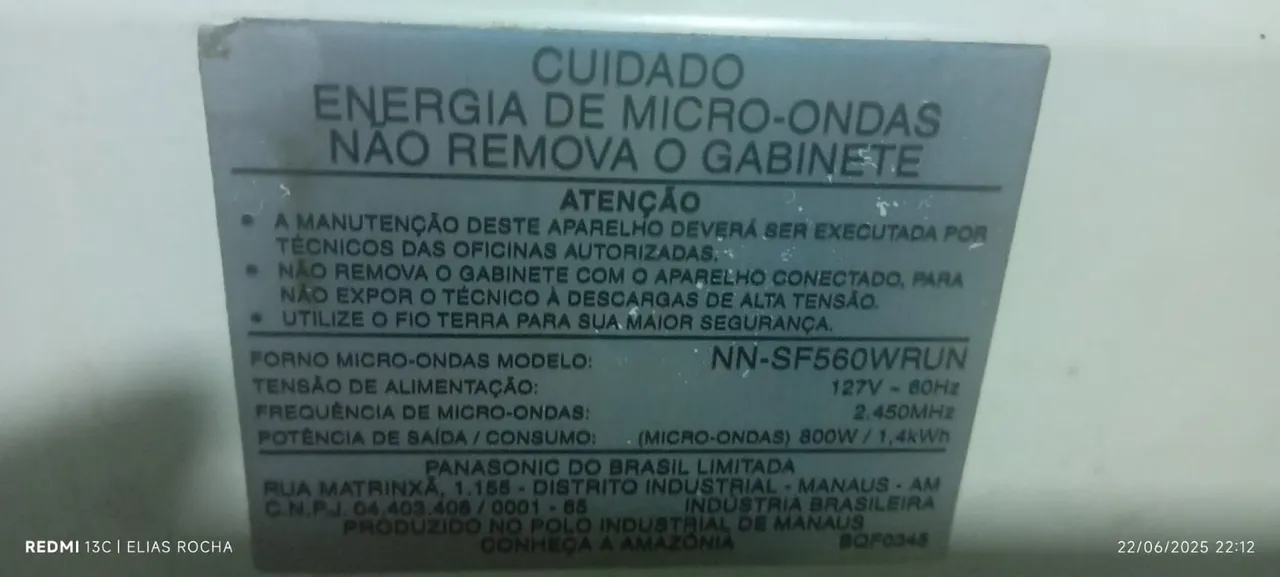 CUIDADO
ENERGIA DE MICRO-ONDAS
NÃO REMOVA O GABINETE
ATENÇÃO
• A MANUTENÇÃO DESTE APARELHO DEVERÁ SER EXECUTADA POR
TÉCNICOS DAS OFICINAS AUTORIZADAS.
• NÃO REMOVA O GABINETE COM O APARELHO CONECTADO, PARA
NÃO EXPOR O TÉCNICO À DESCARGAS DE ALTA TENSÃO.
• UTILIZE O FIO TERRA PARA SUA MAIOR SEGURANÇA.
FORNO MICRO-ONDAS MODELO: NN-SF560WRUN
TENSÃO DE ALIMENTAÇÃO: 127V - 60Hz
FREQUÊNCIA DE MICRO-ONDAS: 2.450MHz
POTÊNCIA DE SAÍDA / CONSUMO: (MICRO-ONDAS) 800W / 1,4kWh
PANASONIC DO BRASIL LIMITADA
RUA MATRINXÃ, 1.155 - DISTRITO INDUSTRIAL - MANAUS - AM
C.N.P.J. 04.403.408 / 0001 - 65 INDÚSTRIA BRASILEIRA
PRODUZIDO NO POLO INDUSTRIAL DE MANAUS
CONHEÇA A AMAZÔNIA BQF0345
REDMI 13C | ELIAS ROCHA
22/06/2025 22:12